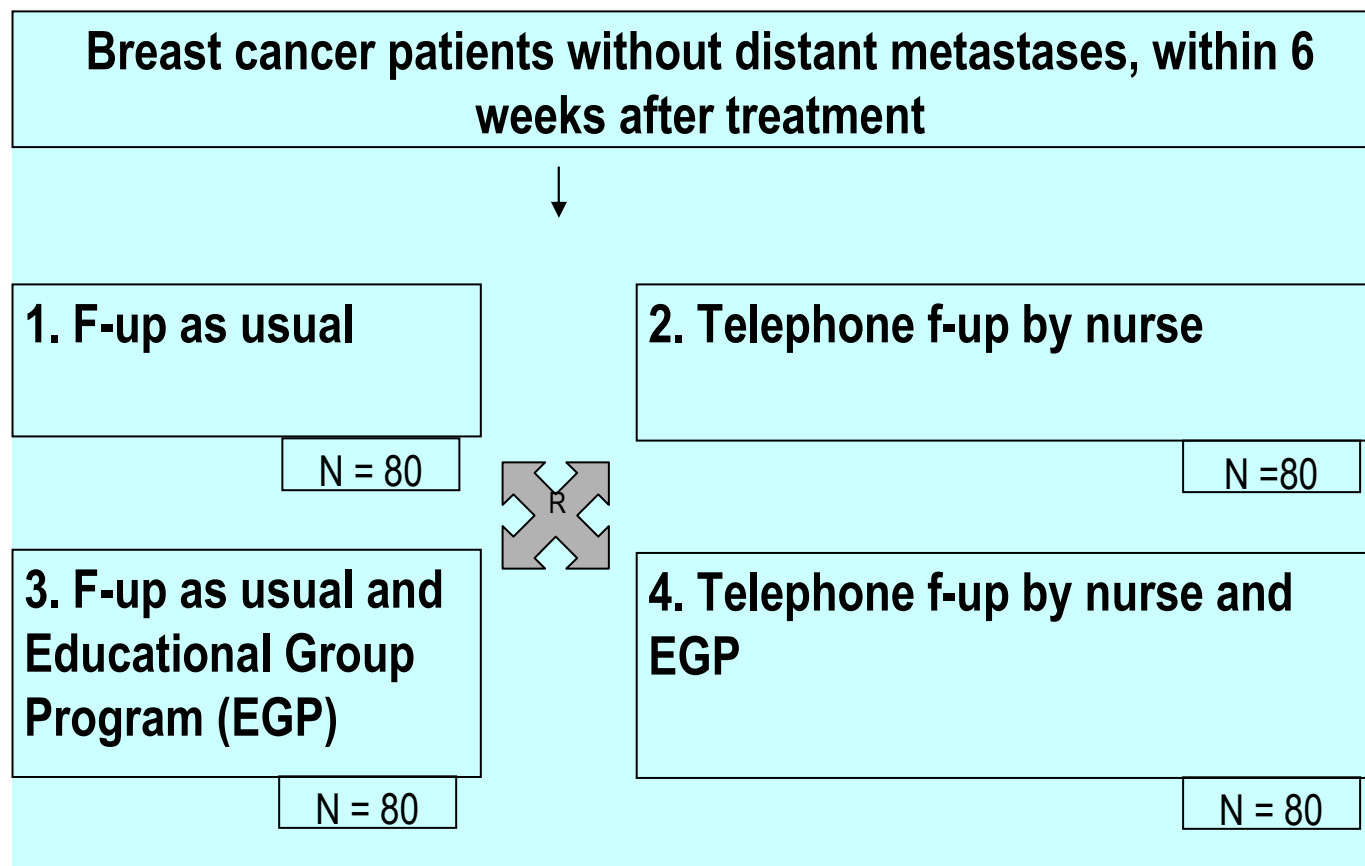 Breast cancer patients without distant metastases, within 6
weeks after treatment
1. F-up as usual
N = 80
2. Telephone f-up by nurse
N =80
R
3. F-up as usual and
Educational Group
Program (EGP)
N = 80
4. Telephone f-up by nurse and
EGP
N = 80